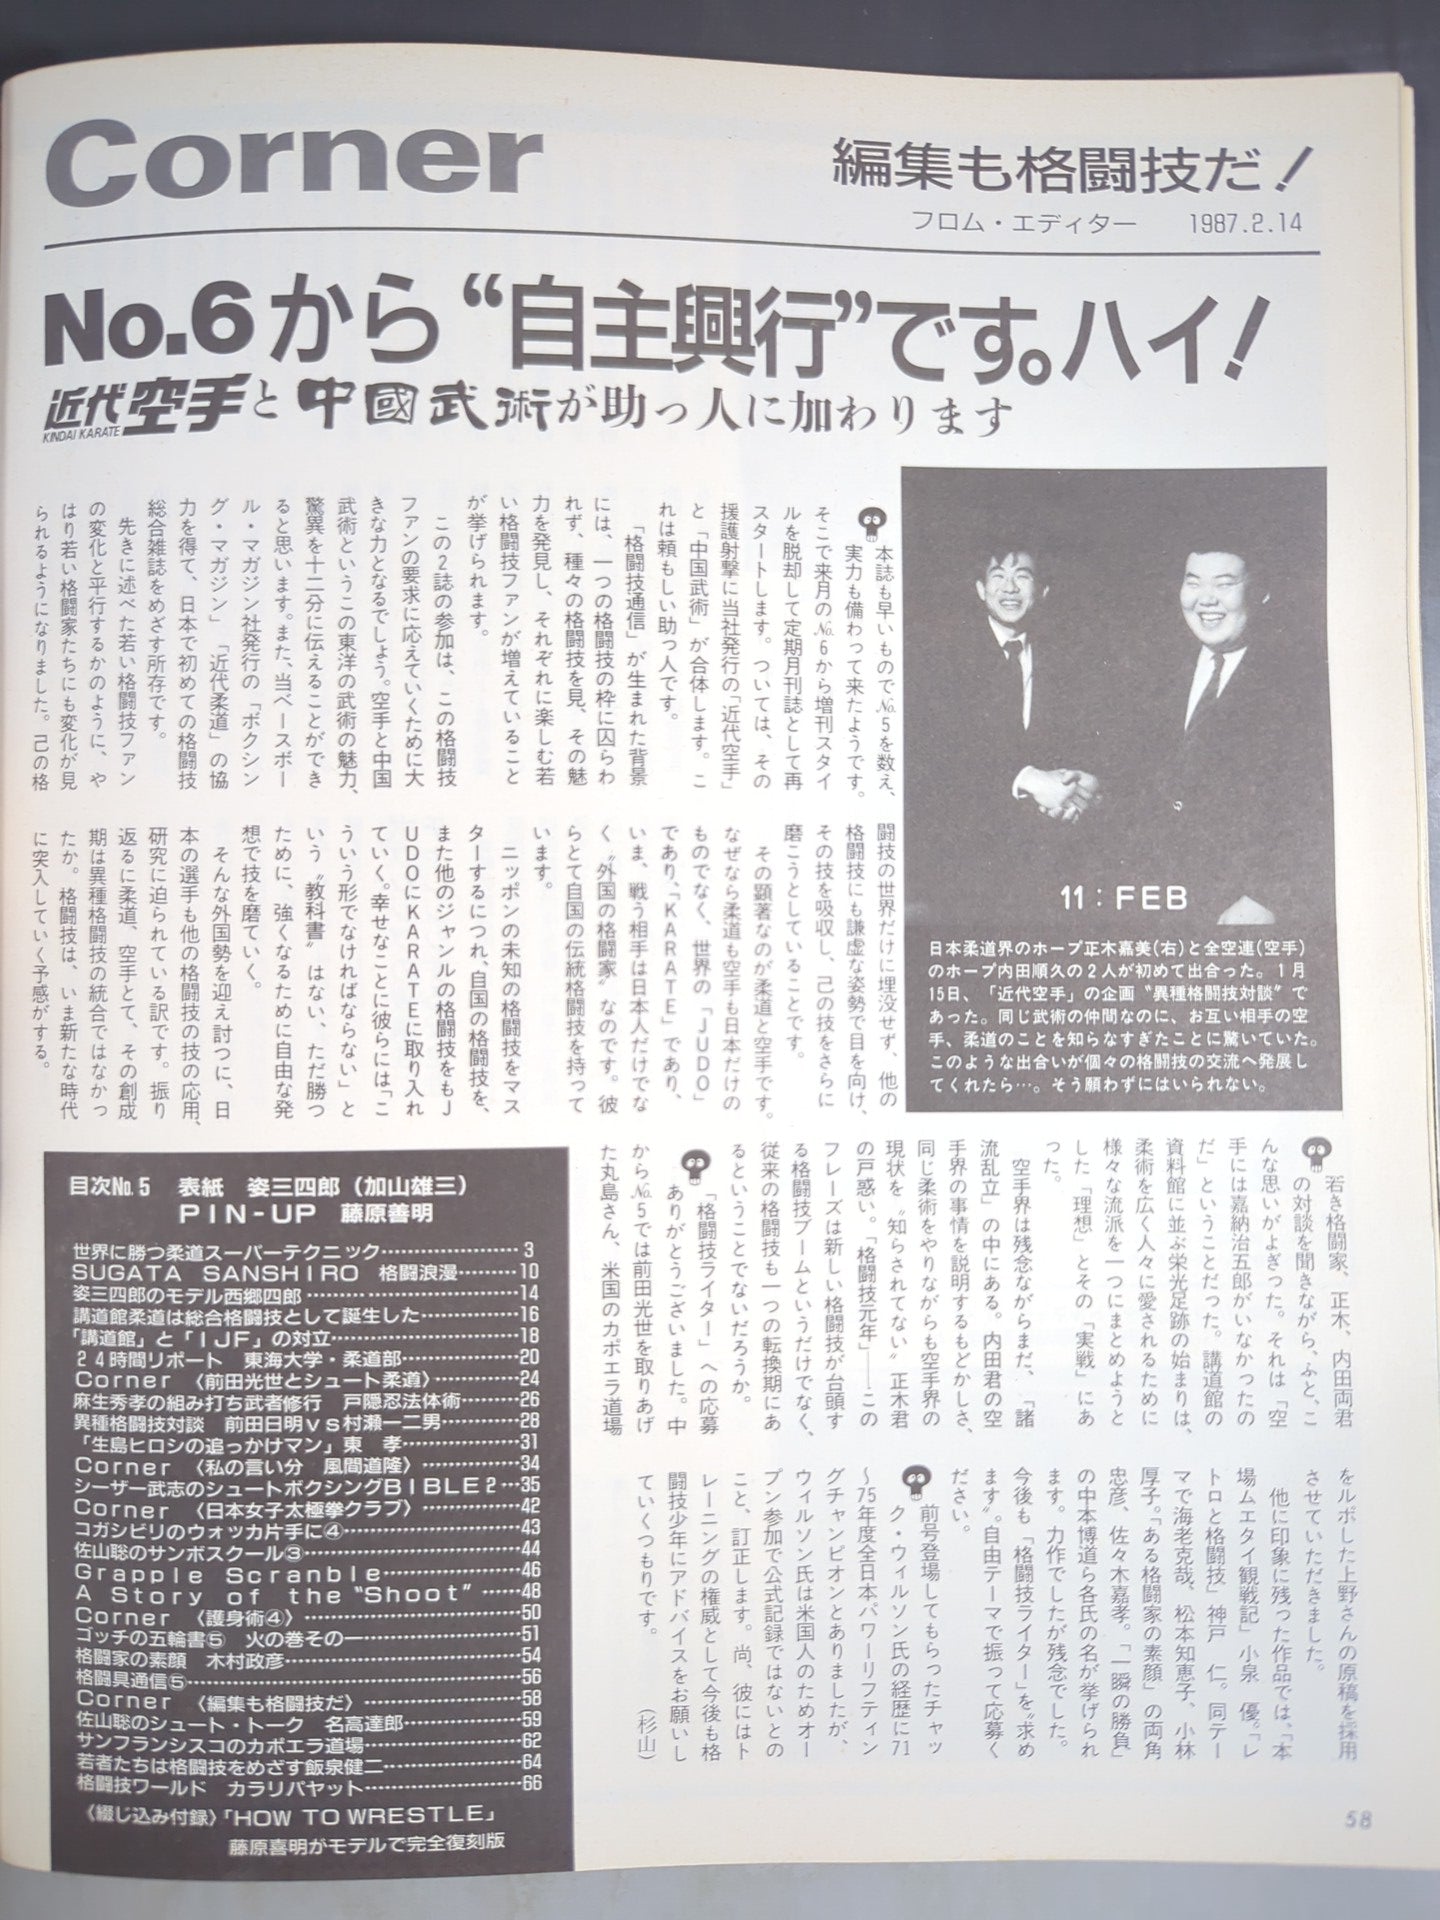 Corner
編集も格闘技だ！
フロム・エディター　1987.2.14
No.6から“自主興行”です。ハイ！
近代空手と中國武術が助っ人に加わります
KINDAI KARATE
本誌も早いものでNo.5を数え、
実力も備わって来たようです。
そこで来月のNo.6から増刊スタイ
ルを脱却して定期月刊誌として再
スタートします。ついては、その
援護射撃に当社発行の「近代空手」
と「中国武術」が合体します。こ
れは頼もしい助っ人です。
「格闘技通信」が生まれた背景
には、一つの格闘技の枠に囚らわ
れず、種々の格闘技を見、その魅
力を発見し、それぞれに楽しむ若
い格闘技ファンが増えていること
が挙げられます。
この2誌の参加は、この格闘技
ファンの要求に応えていくために大
きな力となるでしょう。空手と中国
武術というこの東洋の武術の魅力、
驚異を十二分に伝えることができ
ると思います。また、当ベースボー
ル・マガジン社発行の「ボクシン
グ・マガジン」「近代柔道」の協
力を得て、日本で初めての格闘技
総合雑誌をめざす所存です。
先きに述べた若い格闘技ファン
の変化と平行するかのように、や
はり若い格闘家たちにも変化が見
られるようになりました。己の格
闘技の世界だけに埋没せず、他の
格闘技にも謙虚な姿勢で目を向け、
その技を吸収し、己の技をさらに
磨こうとしていることです。
その顕著なのが柔道と空手です。
なぜなら柔道も空手も日本だけの
ものでなく、世界の「ＪＵＤＯ」
であり、「ＫＡＲＡＴＥ」であり、
いま、戦う相手は日本人だけでな
く〝外国の格闘家〟なのです。彼
らとて自国の伝統格闘技を持って
います。
ニッポンの未知の格闘技をマス
ターするにつれ、自国の格闘技を、
また他のジャンルの格闘技をもＪ
ＵＤＯにＫＡＲＡＴＥに取り入れ
ていく。幸せなことに彼らには「こ
ういう形でなければならない」と
いう〝教科書〟はない、ただ勝つ
ために、強くなるために自由な発
想で技を磨ていく。
そんな外国勢を迎え討つに、日
本の選手も他の格闘技の技の応用、
研究に迫られている訳です。振り
返るに柔道、空手とて、その創成
期は異種格闘技の統合ではなかっ
たか。格闘技は、いま新たな時代
に突入していく予感がする。
11：FEB
日本柔道界のホープ正木嘉美(右)と全空連(空手)
のホープ内田順久の２人が初めて出合った。１月
15日、「近代空手」の企画〝異種格闘技対談〟で
あった。同じ武術の仲間なのに、お互い相手の空
手、柔道のことを知らなすぎたことに驚いていた。
このような出合いが個々の格闘技の交流へ発展し
てくれたら…。そう願わずにはいられない。
若き格闘家、正木、内田両君
の対談を聞きながら、ふと、こ
んな思いがよぎった。それは「空
手には嘉納治五郎がいなかったの
だ」ということだった。講道館の
資料館に並ぶ栄光足跡の始まりは、
柔術を広く人々に愛されるために
様々な流派を一つにまとめようと
した「理想」とその「実戦」にあ
った。
空手界は残念ながらまた、「諸
流乱立」の中にある。内田君の空
手界の事情を説明するもどかしさ、
同じ柔術をやりながらも空手界の
現状を〝知らされてない〟正木君
の戸惑い。「格闘技元年」――この
フレーズは新しい格闘技が台頭す
る格闘技ブームというだけでなく、
従来の格闘技も一つの転換期にあ
るということでないだろうか。
「格闘技ライター」への応募
ありがとうございました。中
からNo.5では前田光世を取りあげ
た丸島さん、米国のカポエラ道場
をルポした上野さんの原稿を採用
させていただきました。
他に印象に残った作品では、「本
場ムエタイ観戦記」小泉　優。「レ
トロと格闘技」神戸　仁。同テー
マで海老克哉、松本知恵子、小林
厚子。「ある格闘家の素顔」の両角
忠彦、佐々木嘉孝。「一瞬の勝負」
の中本博道ら各氏の名が挙げられ
ます。力作でしたが残念でした。
今後も「格闘技ライター」を〝求め
ます〟。自由テーマで振って応募く
ださい。
前号登場してもらったチャッ
ク・ウィルソン氏の経歴に71
～75年度全日本パワーリフティン
グチャンピオンとありましたが、
ウィルソン氏は米国人のためオー
プン参加で公式記録ではないとの
こと、訂正します。尚、彼にはト
レーニングの権威として今後も格
闘技少年にアドバイスをお願いし
ていくつもりです。　（杉山）
目次No.5　表紙　姿三四郎（加山雄三）
PIN-UP　藤原善明
世界に勝つ柔道スーパーテクニック……3
SUGATA　SANSHIRO　格闘浪漫……10
姿三四郎のモデル西郷四郎……14
講道館柔道は総合格闘技として誕生した……16
「講道館」と「IJF」の対立……18
24時間リポート　東海大学・柔道部……20
Corner〈前田光世とシュート柔道〉……24
麻生秀孝の組み打ち武者修行　戸隠忍法体術……26
異種格闘技対談　前田日明vs村瀬一二男……28
「生島ヒロシの追っかけマン」東　孝……31
Corner〈私の言い分　風間道隆〉……34
シーザー武志のシュートボクシングBIBLE2…35
Corner〈日本女子太極拳クラブ〉……42
コガシビリのウォッカ片手に④……43
佐山聡のサンボスクール③……44
Grapple Scranble……46
A Story of the “Shoot”……48
Corner〈護身術④〉……50
ゴッチの五輪書⑤　火の巻その一……51
格闘家の素顔　木村政彦……54
格闘具通信⑤……56
Corner〈編集も格闘技だ〉……58
佐山聡のシュート・トーク　名高達郎……59
サンフランシスコのカポエラ道場……62
若者たちは格闘技をめざす飯泉健二……64
格闘技ワールド　カラリパヤット……66
〈綴じ込み付録〉「HOW TO WRESTLE」
藤原喜明がモデルで完全復刻版
58